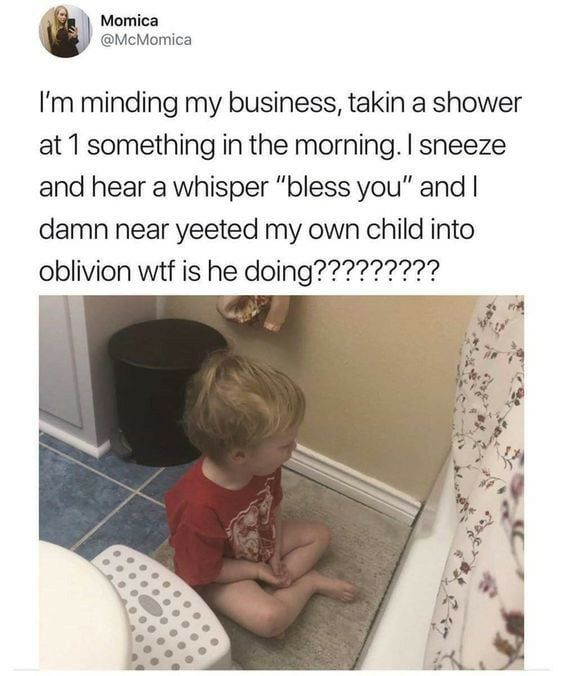 Momica
@McMomica
I'm minding my business, takin a shower
at 1 something in the morning. I sneeze
and hear a whisper "bless you" and I
damn near yeeted my own child into
oblivion wtf is he doing?????????